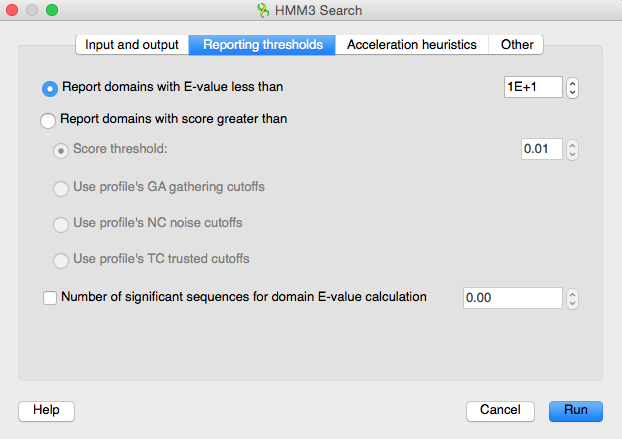 HMM3 Search
Input and output Reporting thresholds Acceleration heuristics Other
Report domains with E-value less than 1E+1
Report domains with score greater than
Score threshold: 0.01
Use profile's GA gathering cutoffs
Use profile's NC noise cutoffs
Use profile's TC trusted cutoffs
Number of significant sequences for domain E-value calculation 0.00
Help Cancel Run